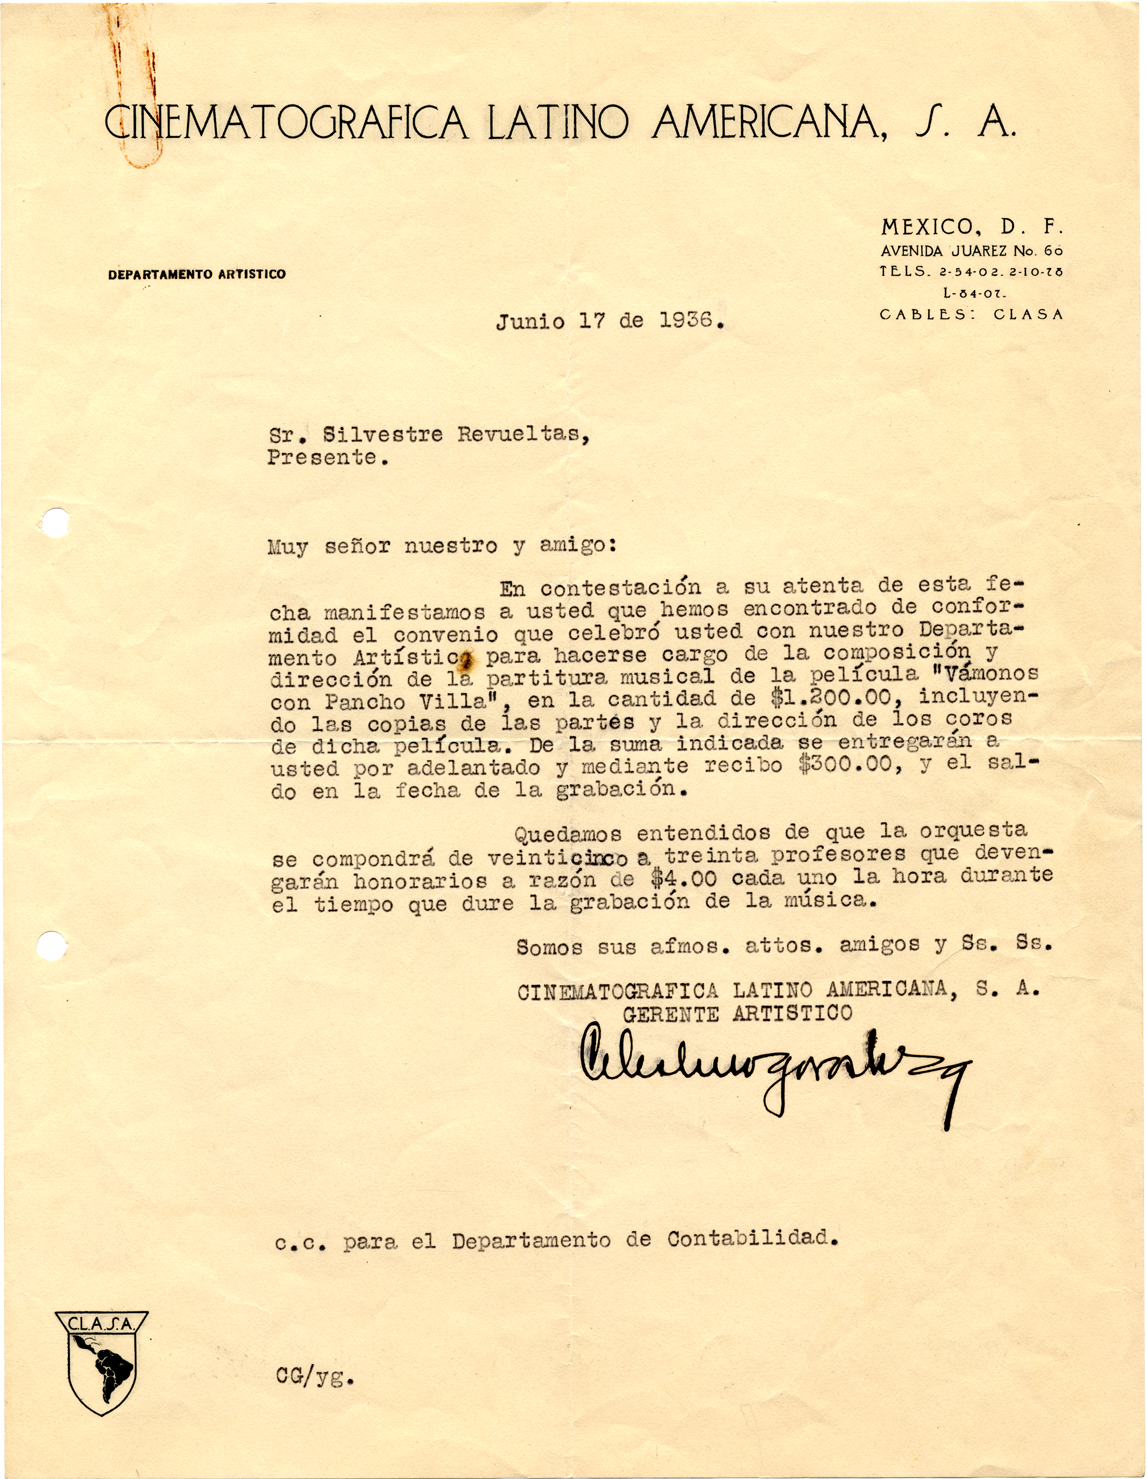 CINEMATOGRAFICA LATINO AMERICANA, S. A.
MEXICO, D. F.
AVENIDA JUAREZ No. 60
DEPARTAMENTO ARTISTICO
TELS. 2-54-02. 2-10-78
L-84-07.
CABLES: CLASA
Junio 17 de 1936.
Sr. Silvestre Revueltas,
Presente.
Muy señor nuestro y amigo:
En contestación a su atenta de esta fe-
cha manifestamos a usted que hemos encontrado de confor-
midad el convenio que celebró usted con nuestro Departa-
mento Artístico para hacerse cargo de la composición y
dirección de la partitura musical de la película "Vámonos
con Pancho Villa", en la cantidad de $1.200.00, incluyen-
do las copias de las partes y la dirección de los coros
de dicha película. De la suma indicada se entregarán a
usted por adelantado y mediante recibo $300.00, y el sal-
do en la fecha de la grabación.
Quedamos entendidos de que la orquesta
se compondrá de veinticinco a treinta profesores que deven-
garán honorarios a razón de $4.00 cada uno la hora durante
el tiempo que dure la grabación de la música.
Somos sus afmos. attos. amigos y Ss. Ss.
CINEMATOGRAFICA LATINO AMERICANA, S. A.
GERENTE ARTISTICO
Celestino Gorostiza
c.c. para el Departamento de Contabilidad.
C.L.A.S.A.
CG/yg.